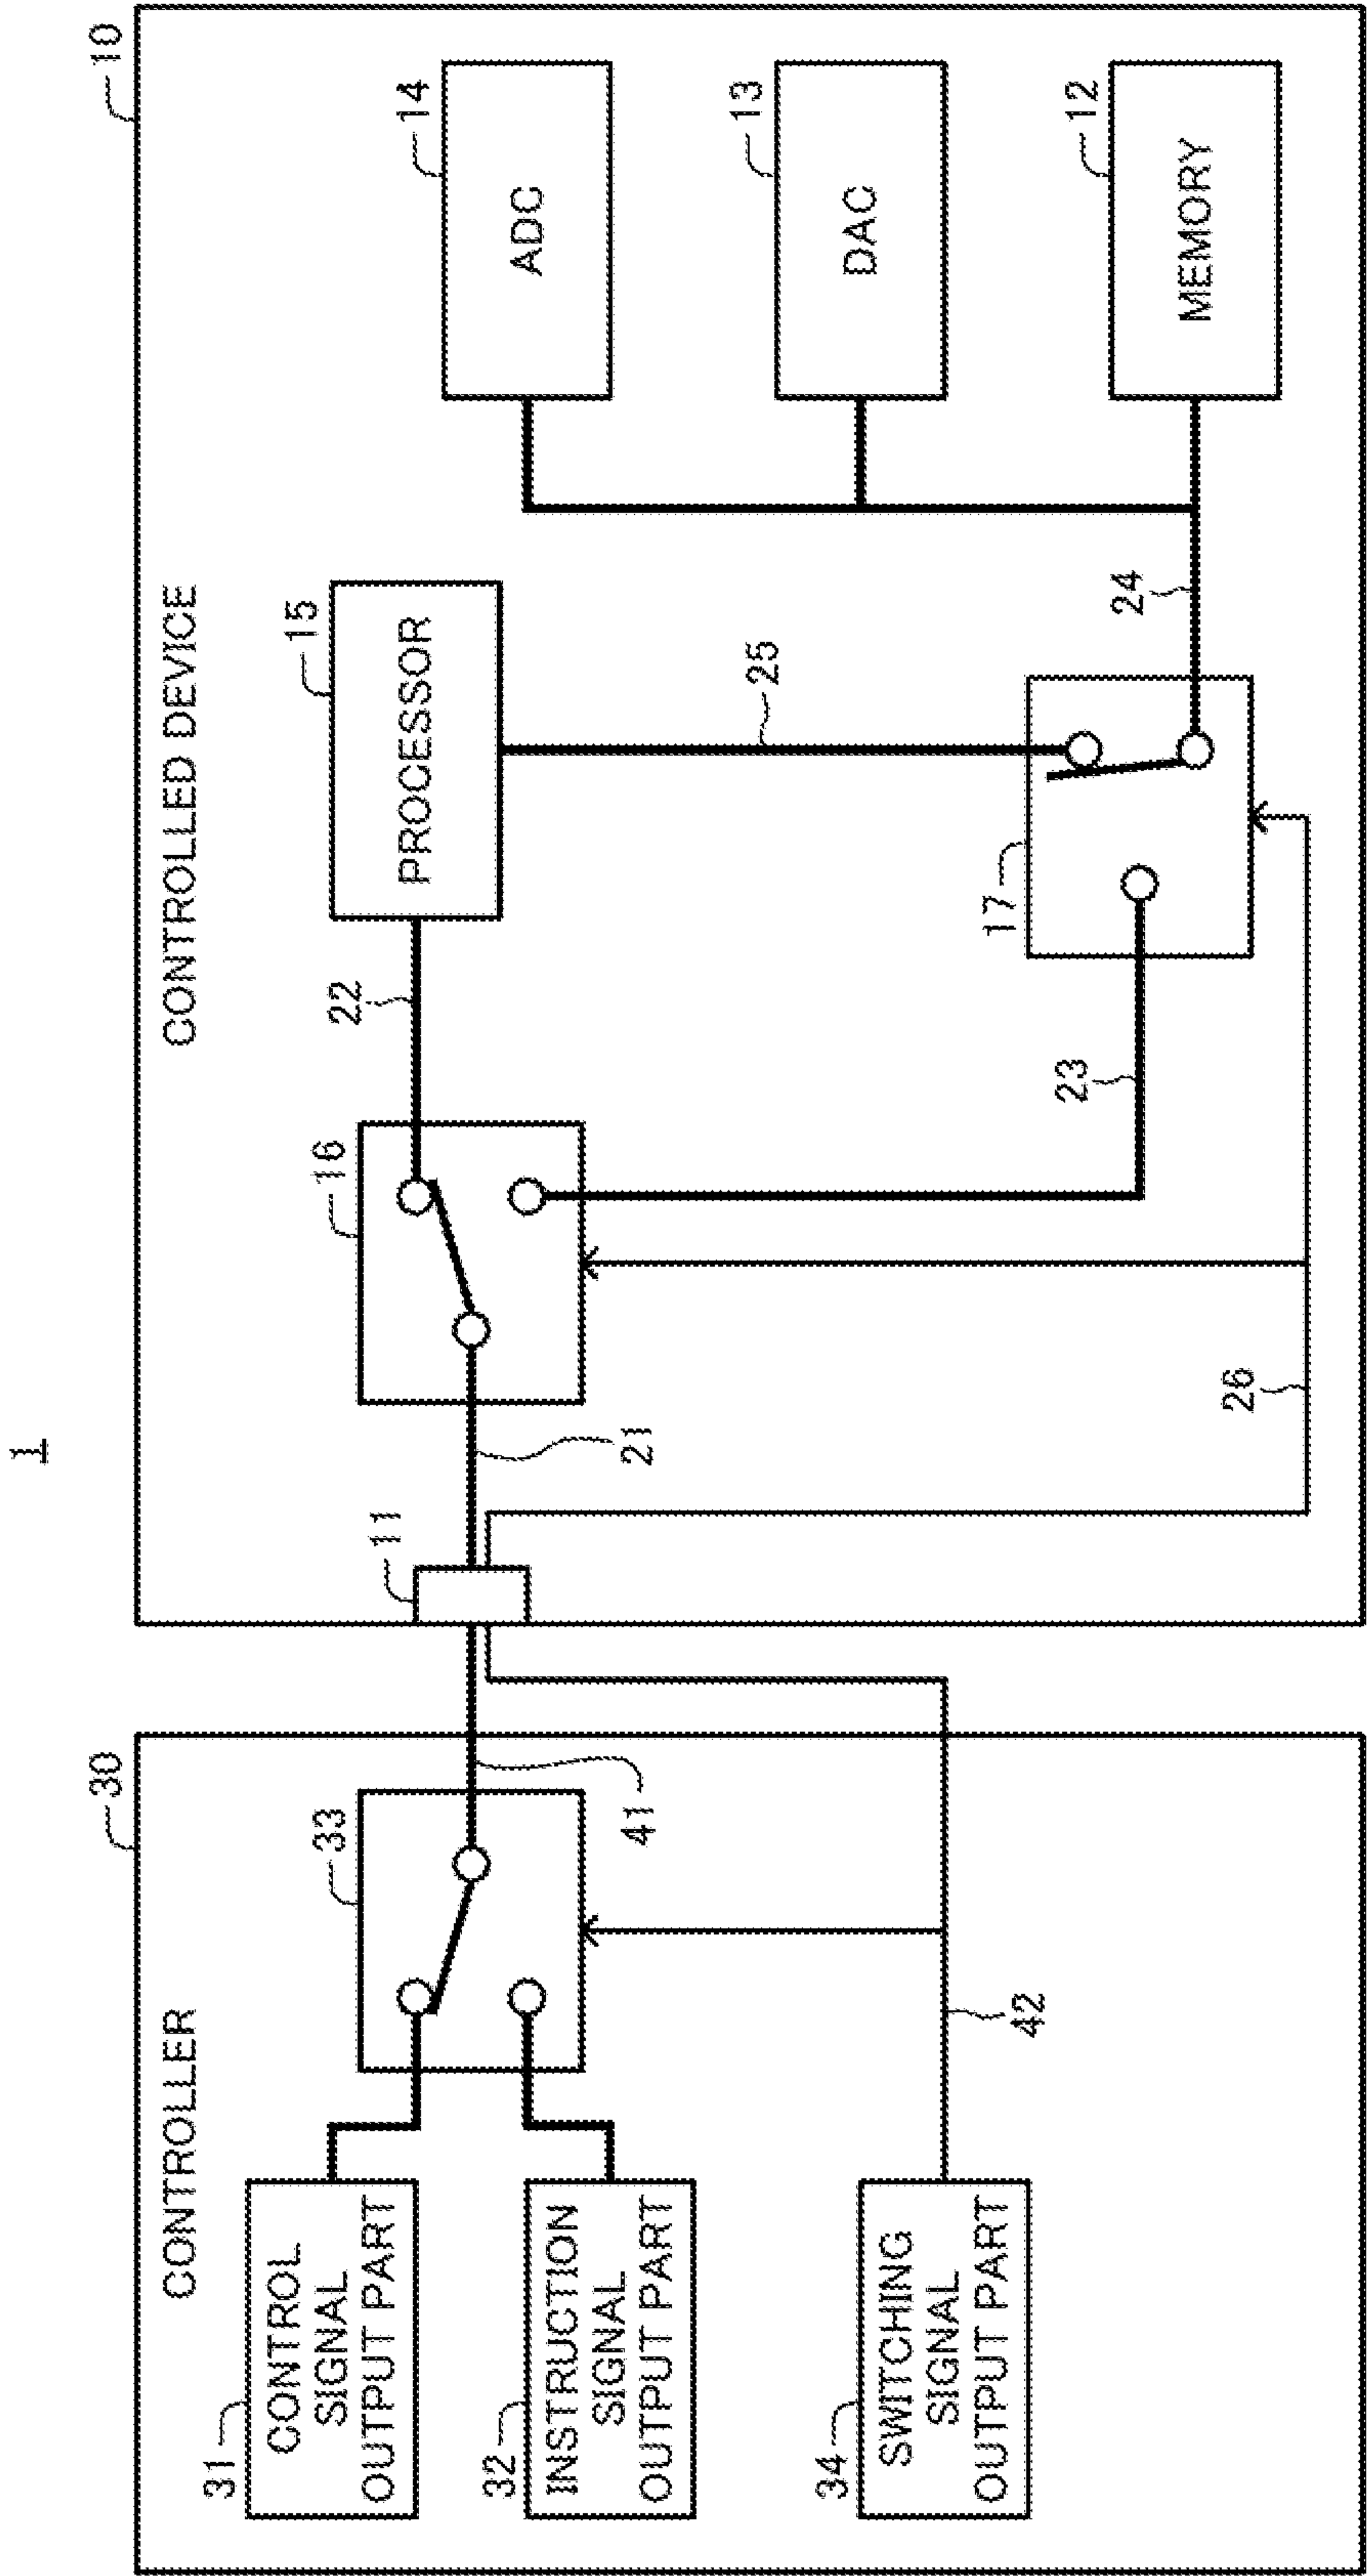 1
30
CONTROLLER
31
CONTROL
SIGNAL
OUTPUT PART
32
INSTRUCTION
SIGNAL
OUTPUT PART
34
SWITCHING
SIGNAL
OUTPUT PART
33
41
42
10
CONTROLLED DEVICE
11
21
16
22
15
PROCESSOR
23
17
25
24
26
14
ADC
13
DAC
12
MEMORY